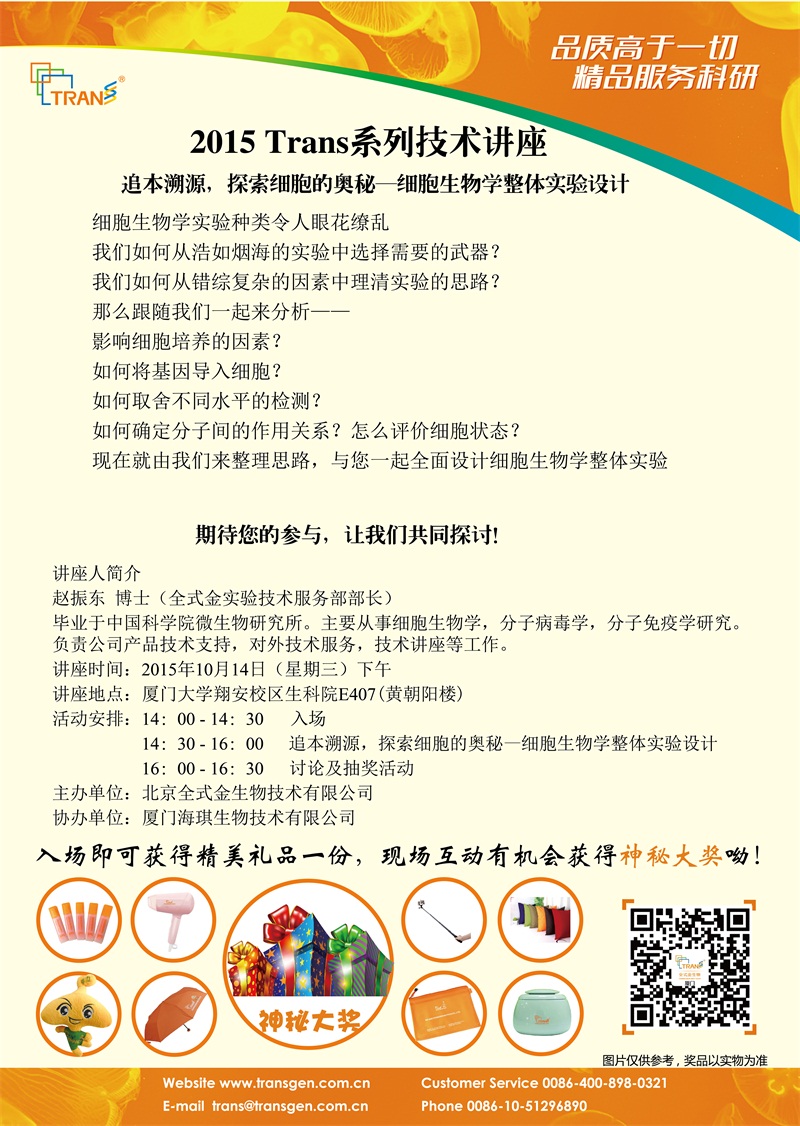 品质高于一切
精品服务科研
TRANS®
2015 Trans系列技术讲座
追本溯源，探索细胞的奥秘—细胞生物学整体实验设计
细胞生物学实验种类令人眼花缭乱
我们如何从浩如烟海的实验中选择需要的武器？
我们如何从错综复杂的因素中理清实验的思路？
那么跟随我们一起来分析——
影响细胞培养的因素？
如何将基因导入细胞？
如何取舍不同水平的检测？
如何确定分子间的作用关系？怎么评价细胞状态？
现在就由我们来整理思路，与您一起全面设计细胞生物学整体实验
期待您的参与，让我们共同探讨!
讲座人简介
赵振东 博士（全式金实验技术服务部部长）
毕业于中国科学院微生物研究所。主要从事细胞生物学，分子病毒学，分子免疫学研究。
负责公司产品技术支持，对外技术服务，技术讲座等工作。
讲座时间：2015年10月14日（星期三）下午
讲座地点：厦门大学翔安校区生科院E407(黄朝阳楼)
活动安排：14：00 - 14：30 入场
14：30 - 16：00 追本溯源，探索细胞的奥秘—细胞生物学整体实验设计
16：00 - 16：30 讨论及抽奖活动
主办单位：北京全式金生物技术有限公司
协办单位：厦门海琪生物技术有限公司
入场即可获得精美礼品一份，现场互动有机会获得神秘大奖呦！
神秘大奖
TRANS
图片仅供参考，奖品以实物为准
Website www.transgen.com.cn Customer Service 0086-400-898-0321
E-mail trans@transgen.com.cn Phone 0086-10-51296890